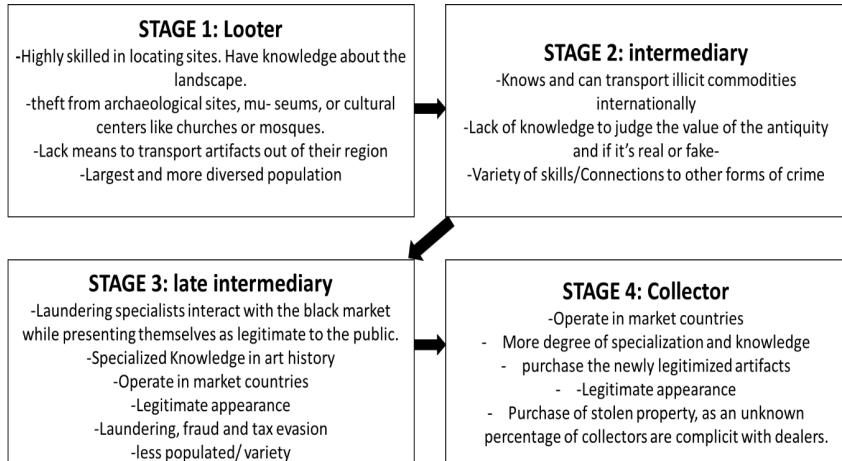 STAGE 1: Looter
-Highly skilled in locating sites. Have knowledge about the
landscape.
-theft from archaeological sites, mu- seums, or cultural
centers like churches or mosques.
-Lack means to transport artifacts out of their region
-Largest and more diversed population
STAGE 2: intermediary
-Knows and can transport illicit commodities
internationally
-Lack of knowledge to judge the value of the antiquity
and if it's real or fake-
-Variety of skills/Connections to other forms of crime
STAGE 3: late intermediary
-Laundering specialists interact with the black market
while presenting themselves as legitimate to the public.
-Specialized Knowledge in art history
-Operate in market countries
-Legitimate appearance
-Laundering, fraud and tax evasion
-less populated/ variety
STAGE 4: Collector
-Operate in market countries
- More degree of specialization and knowledge
- purchase the newly legitimized artifacts
- -Legitimate appearance
- Purchase of stolen property, as an unknown
percentage of collectors are complicit with dealers.